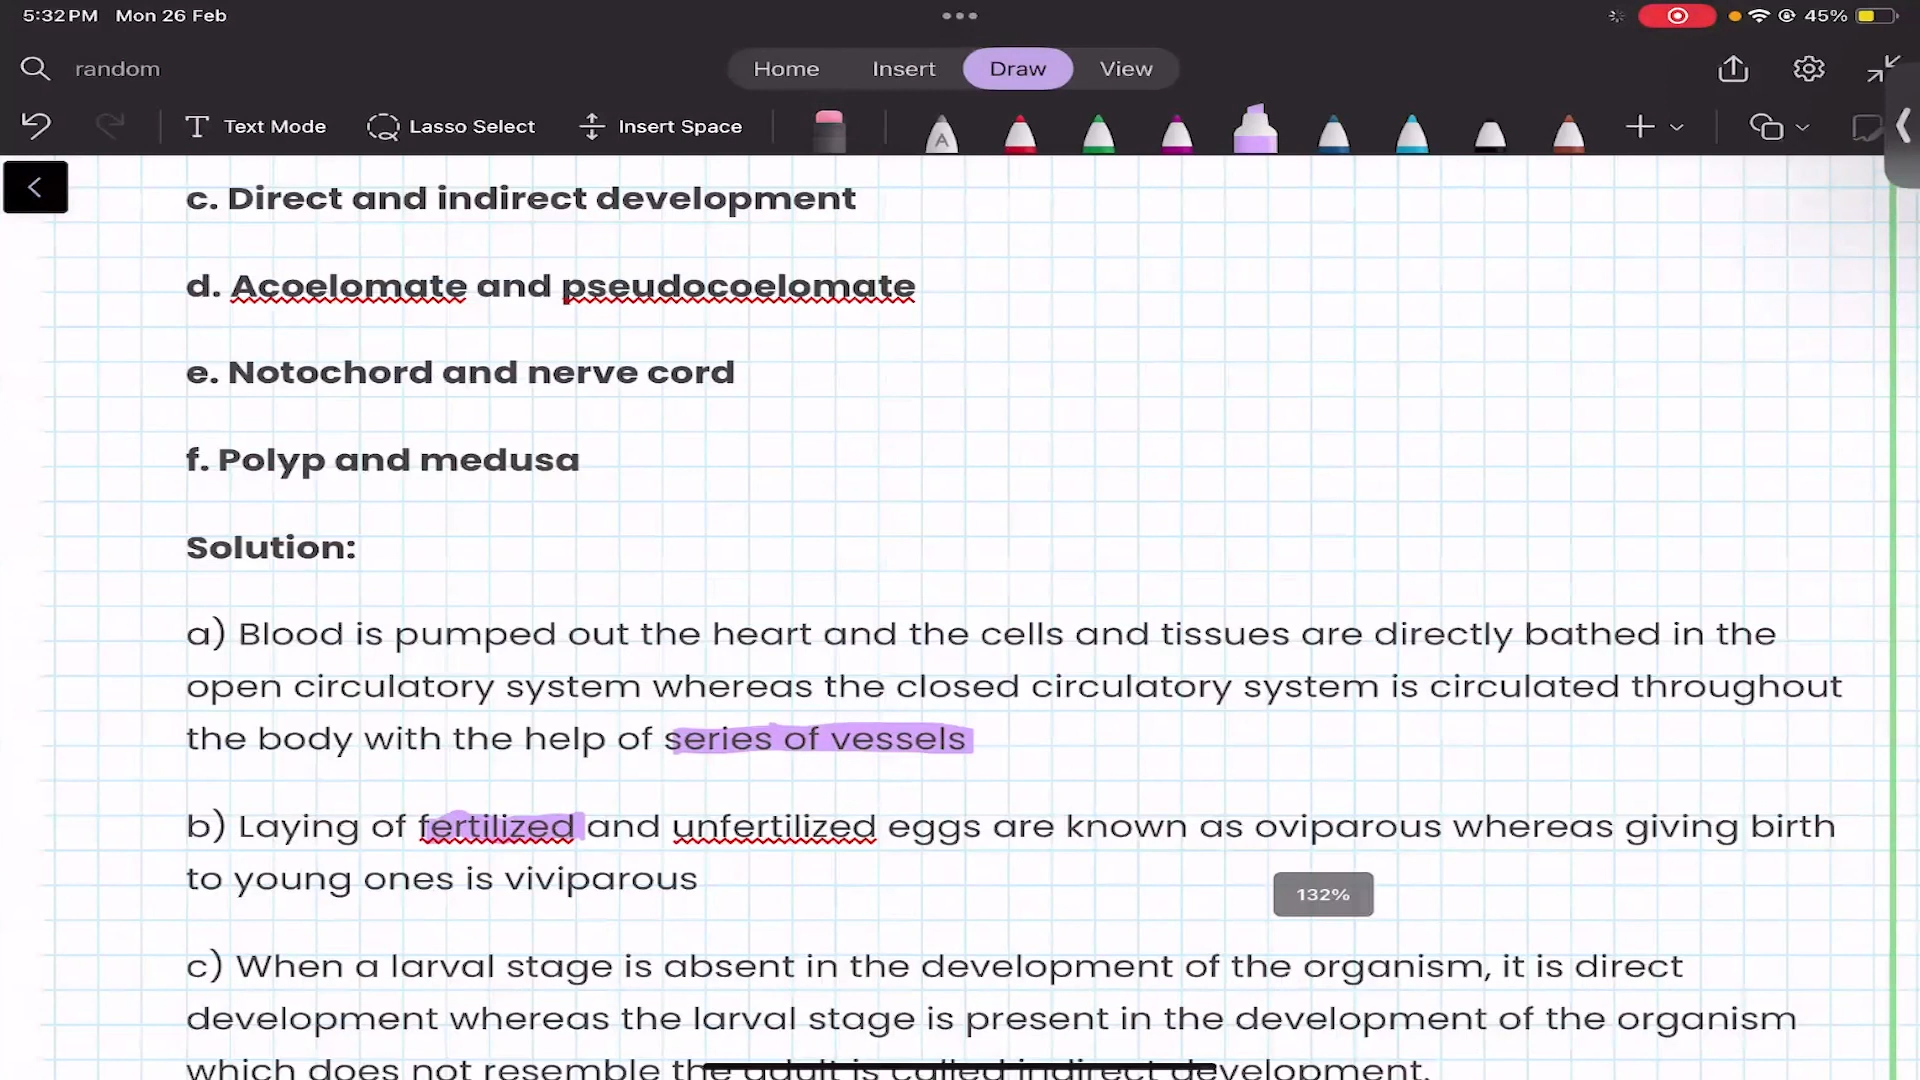 5:32 PM Mon 26 Feb
45%
random
Home Insert Draw View
Text Mode Lasso Select Insert Space
A
c. Direct and indirect development
d. Acoelomate and pseudocoelomate
e. Notochord and nerve cord
f. Polyp and medusa
Solution:
a) Blood is pumped out the heart and the cells and tissues are directly bathed in the
open circulatory system whereas the closed circulatory system is circulated throughout
the body with the help of series of vessels
b) Laying of fertilized and unfertilized eggs are known as oviparous whereas giving birth
to young ones is viviparous
132%
c) When a larval stage is absent in the development of the organism, it is direct
development whereas the larval stage is present in the development of the organism
which does not resemble the adult is called indirect development.